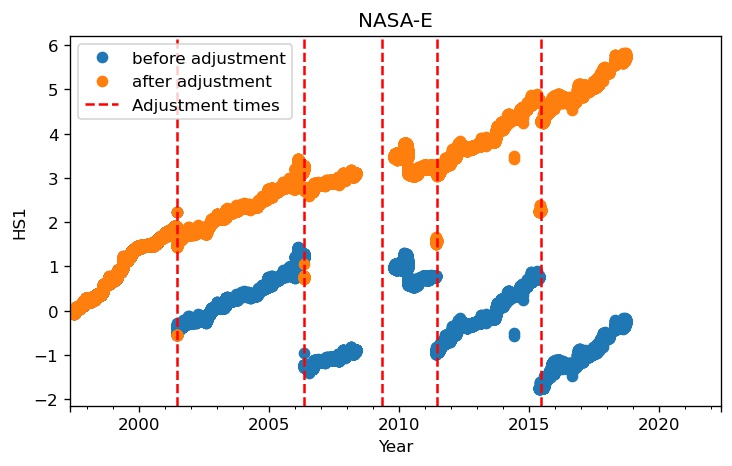 NASA-E
before adjustment
after adjustment
Adjustment times
HS1
6
5
4
3
2
1
0
−1
−2
2000 2005 2010 2015 2020
Year